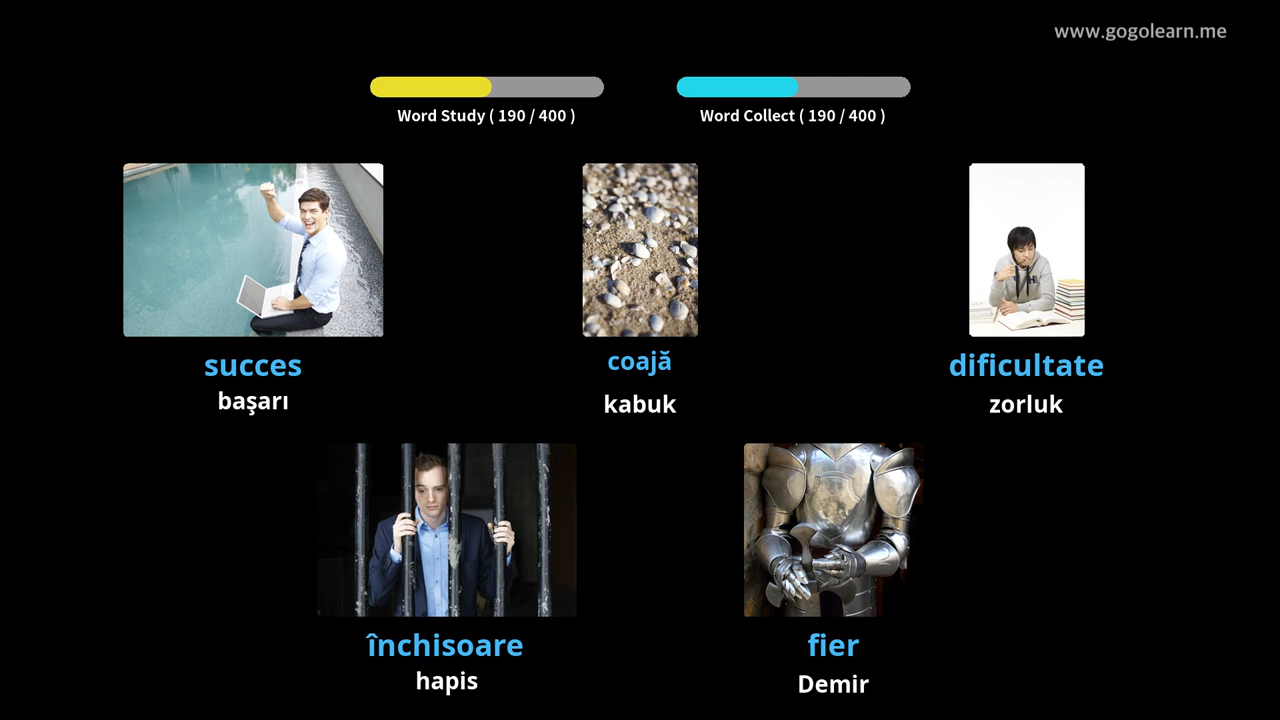 www.gogolearn.me
Word Study ( 190 / 400 )
Word Collect ( 190 / 400 )
succes
başarı
coajă
kabuk
dificultate
zorluk
închisoare
hapis
fier
Demir